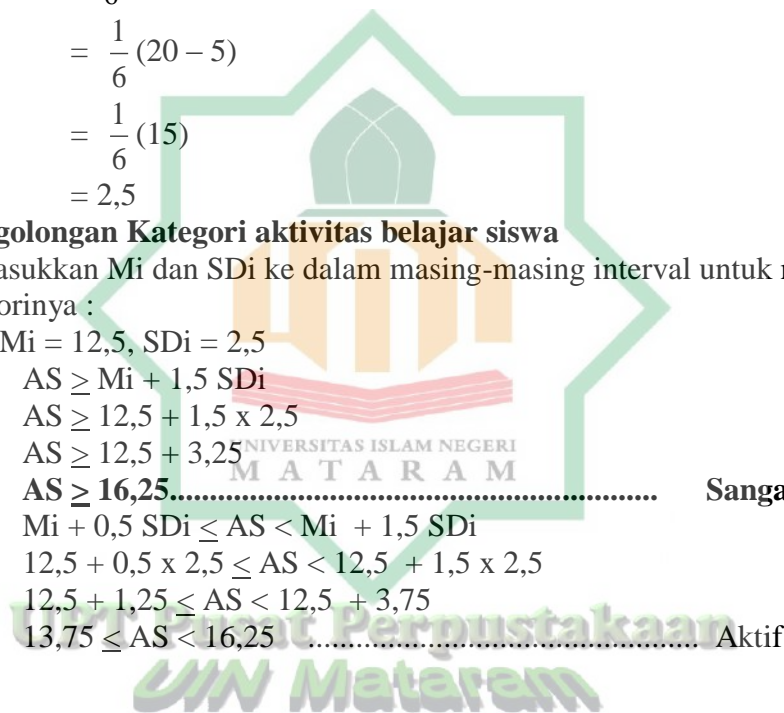 6
= 1/6 (20 – 5)
= 1/6 (15)
= 2,5
golongan Kategori aktivitas belajar siswa
asukkan Mi dan SDi ke dalam masing-masing interval untuk
orinya :
Mi = 12,5, SDi = 2,5
AS ≥ Mi + 1,5 SDi
AS ≥ 12,5 + 1,5 x 2,5
AS ≥ 12,5 + 3,25
UNIVERSITAS ISLAM NEGERI
MATARAM
AS ≥ 16,25............................................................. Sanga
Mi + 0,5 SDi ≤ AS < Mi + 1,5 SDi
12,5 + 0,5 x 2,5 ≤ AS < 12,5 + 1,5 x 2,5
12,5 + 1,25 ≤ AS < 12,5 + 3,75
13,75 ≤ AS < 16,25 ................................................. Aktif
UPT Pusat Perpustakaan
UIN Mataram